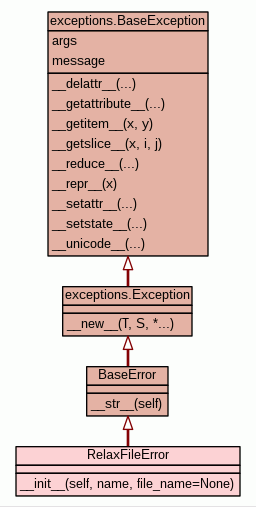 exceptions.BaseException
args
message
__delattr__(...)
__getattribute__(...)
__getitem__(x, y)
__getslice__(x, i, j)
__reduce__(...)
__repr__(x)
__setattr__(...)
__setstate__(...)
__unicode__(...)
exceptions.Exception
__new__(T, S, *...)
BaseError
__str__(self)
RelaxFileError
__init__(self, name, file_name=None)